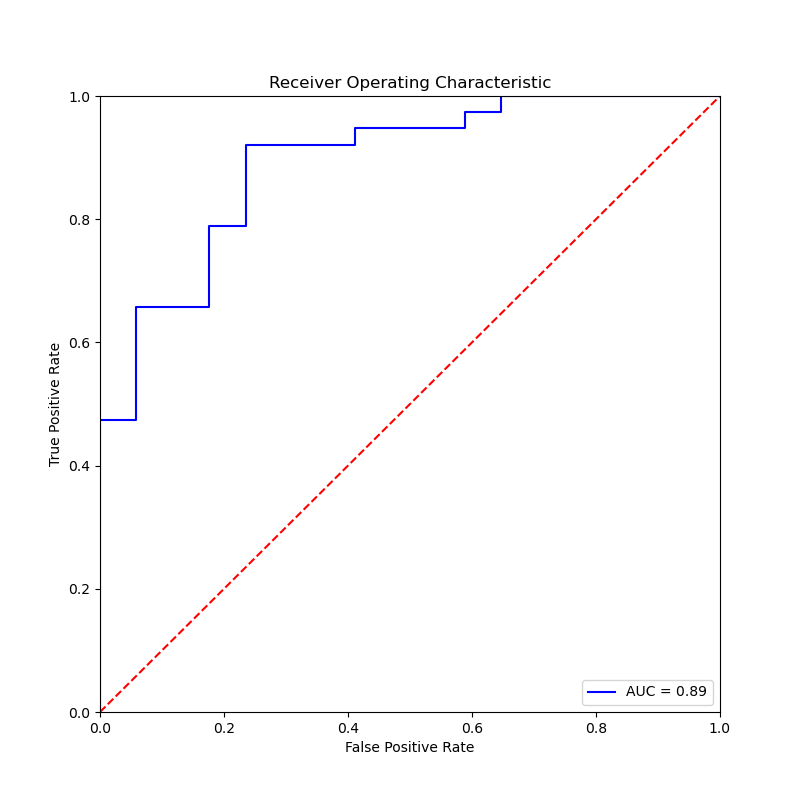 Receiver Operating Characteristic
1.0
0.8
0.6
0.4
0.2
0.0
True Positive Rate
0.0 0.2 0.4 0.6 0.8 1.0
False Positive Rate
AUC = 0.89